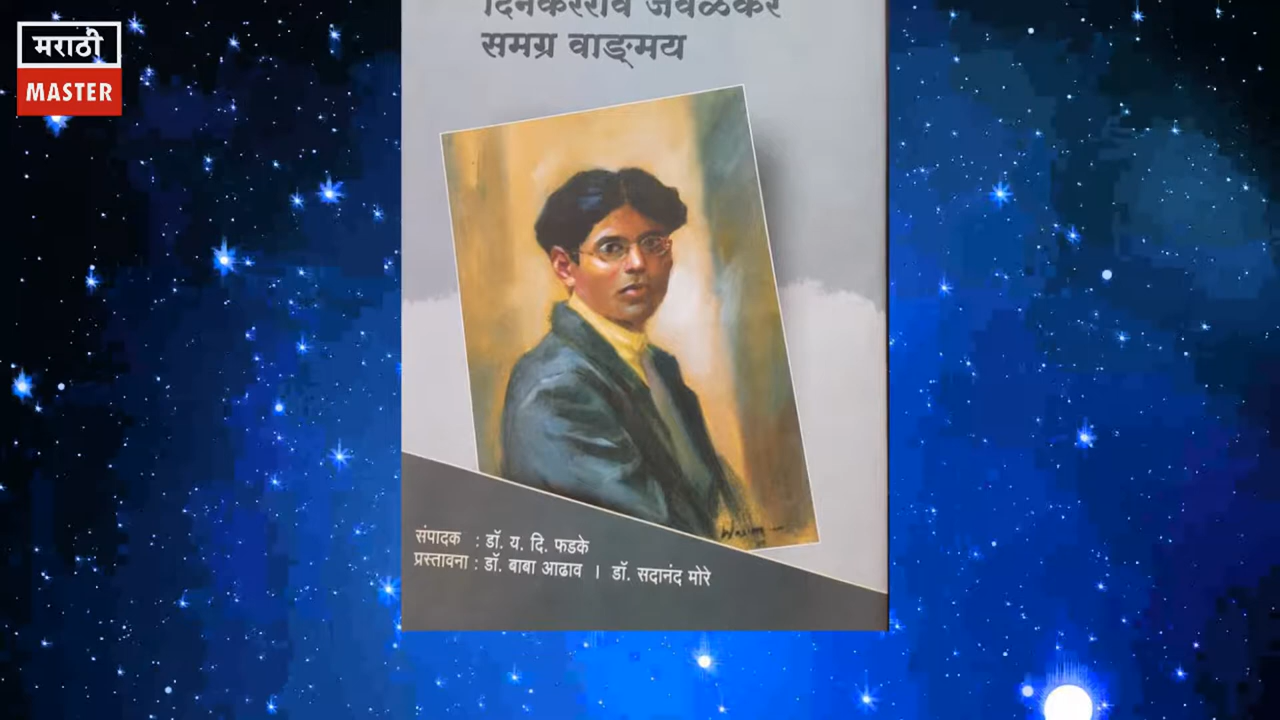 मराठी
MASTER
दिनकरराव जवळकर
समग्र वाङ्मय
संपादक : डॉ. य. दि. फडके
प्रस्तावना : डॉ. बाबा आढाव । डॉ. सदानंद मोरे